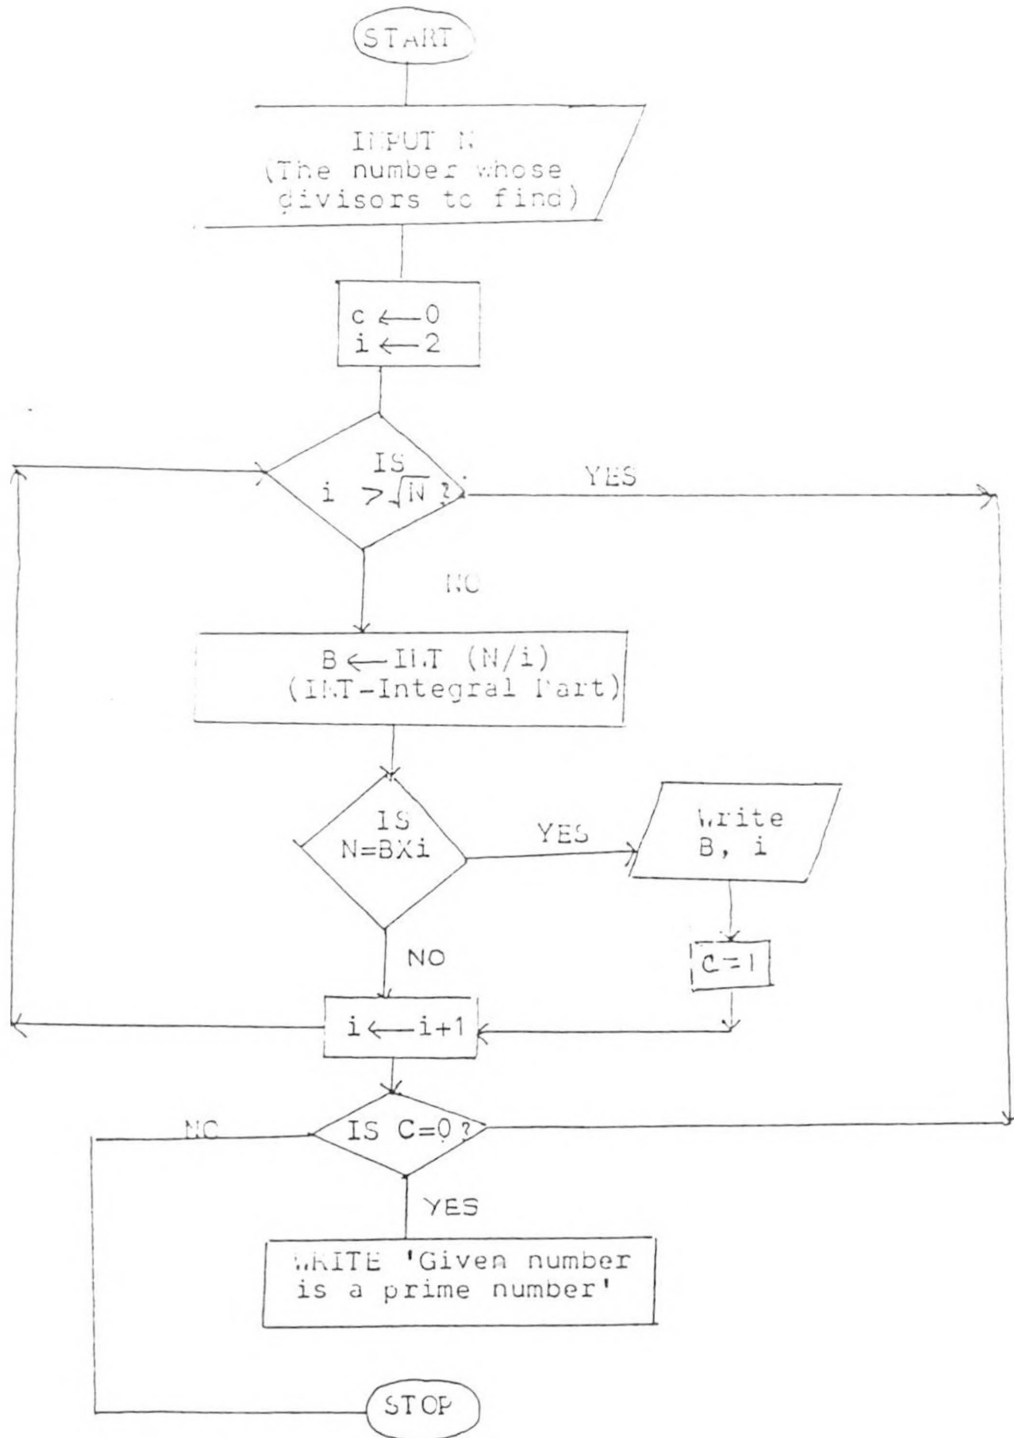 START
INPUT N
(The number whose
divisors to find)
c ← 0
i ← 2
IS
i > √N ?
YES
NO
B ← INT (N/i)
(INT-Integral Part)
IS
N=BXi
YES
Write
B, i
C=1
NO
i ← i+1
IS C=0 ?
NO
YES
WRITE 'Given number
is a prime number'
STOP